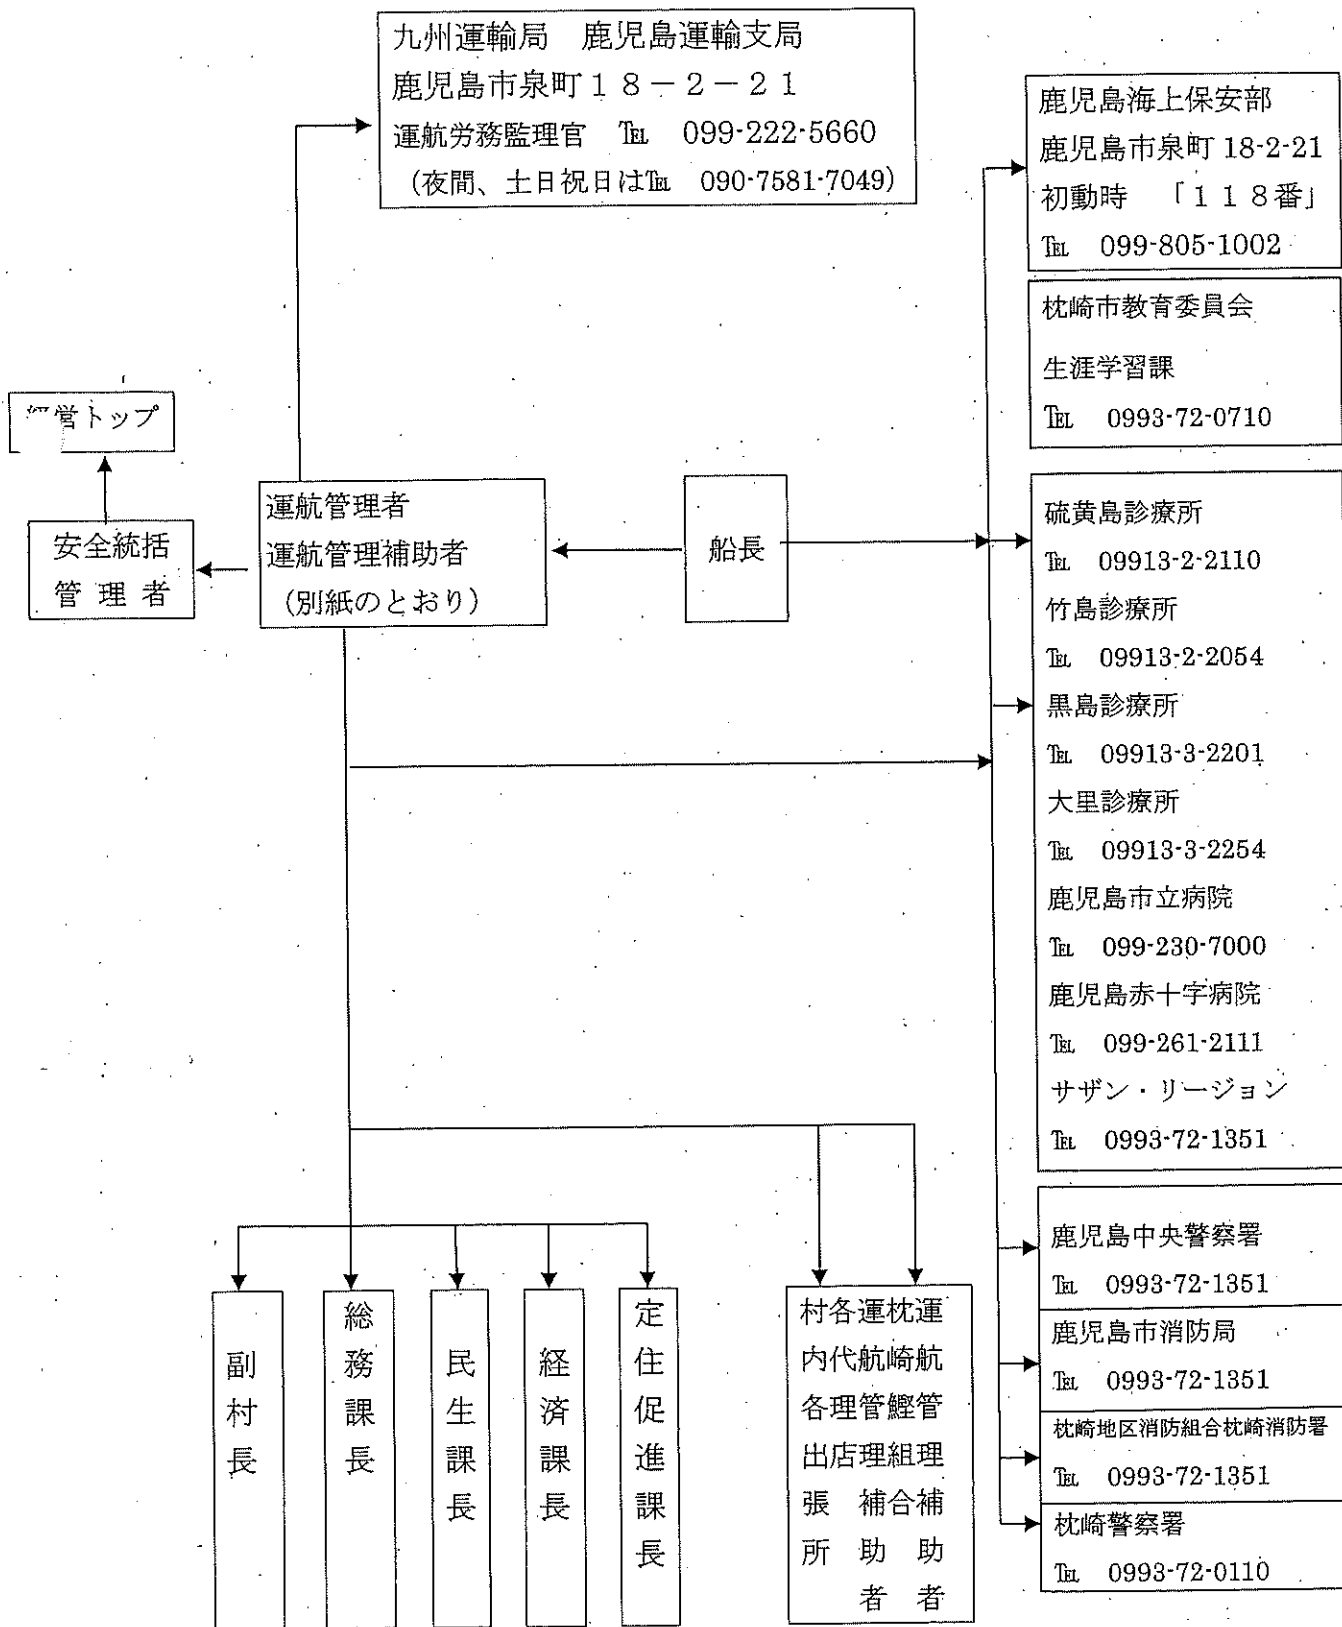 九州運輸局　鹿児島運輸支局
鹿児島市泉町１８－２－２１
運航労務監理官　℡　099-222-5660
（夜間、土日祝日は℡　090-7581-7049）
鹿児島海上保安部
鹿児島市泉町 18-2-21
初動時　「１１８番」
℡　099-805-1002
枕崎市教育委員会
生涯学習課
℡　0993-72-0710
営トップ
安全統括
管 理 者
運航管理者
運航管理補助者
（別紙のとおり）
船長
硫黄島診療所
℡　09913-2-2110
竹島診療所
℡　09913-2-2054
黒島診療所
℡　09913-3-2201
大里診療所
℡　09913-3-2254
鹿児島市立病院
℡　099-230-7000
鹿児島赤十字病院
℡　099-261-2111
サザン・リージョン
℡　0993-72-1351
鹿児島中央警察署
℡　0993-72-1351
鹿児島市消防局
℡　0993-72-1351
枕崎地区消防組合枕崎消防署
℡　0993-72-1351
枕崎警察署
℡　0993-72-0110
副村長
総務課長
民生課長
経済課長
定住促進課長
運航管理補助者
枕崎鰹組合
運航管理補助者
各代理店
村内各出張所